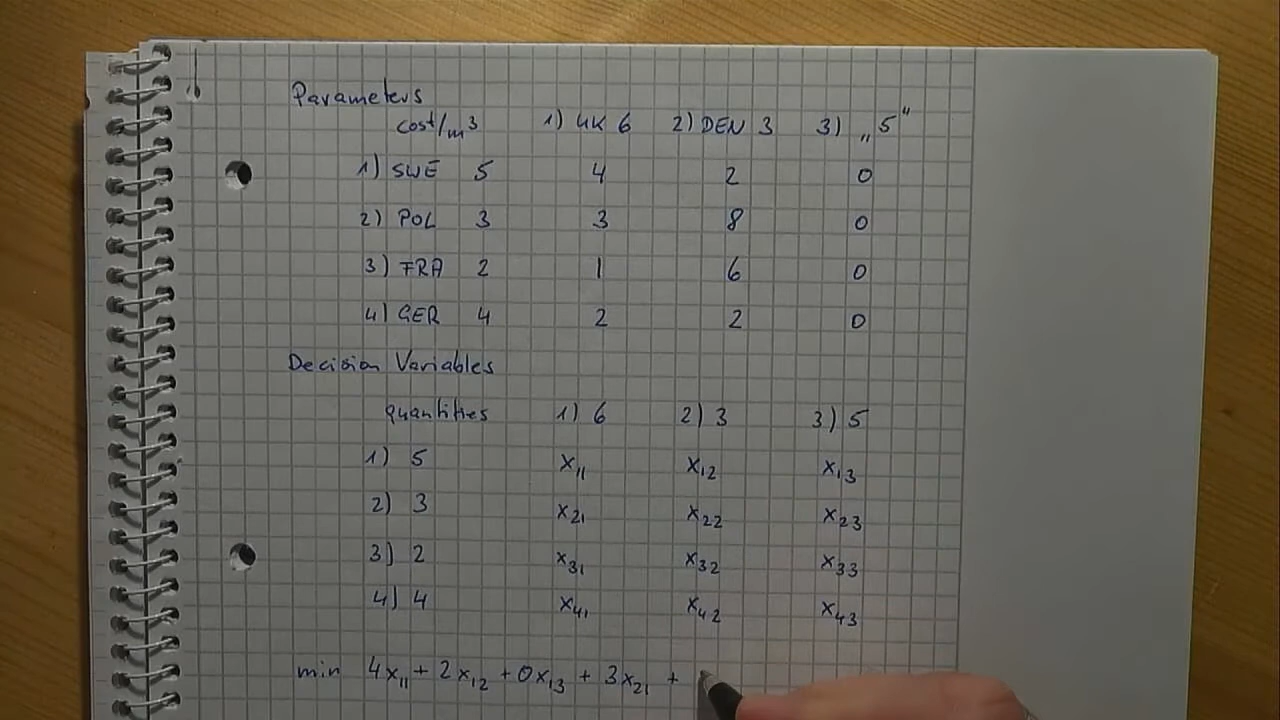 Parameters
cost/m³ 1) UK 6 2) DEN 3 3) „5“
1) SWE 5 4 2 0
2) POL 3 3 8 0
3) FRA 2 1 6 0
4) GER 4 2 2 0
Decision Variables
quantities 1) 6 2) 3 3) 5
1) 5 x₁₁ x₁₂ x₁₃
2) 3 x₂₁ x₂₂ x₂₃
3) 2 x₃₁ x₃₂ x₃₃
4) 4 x₄₁ x₄₂ x₄₃
min 4x₁₁ + 2x₁₂ + 0x₁₃ + 3x₂₁ +